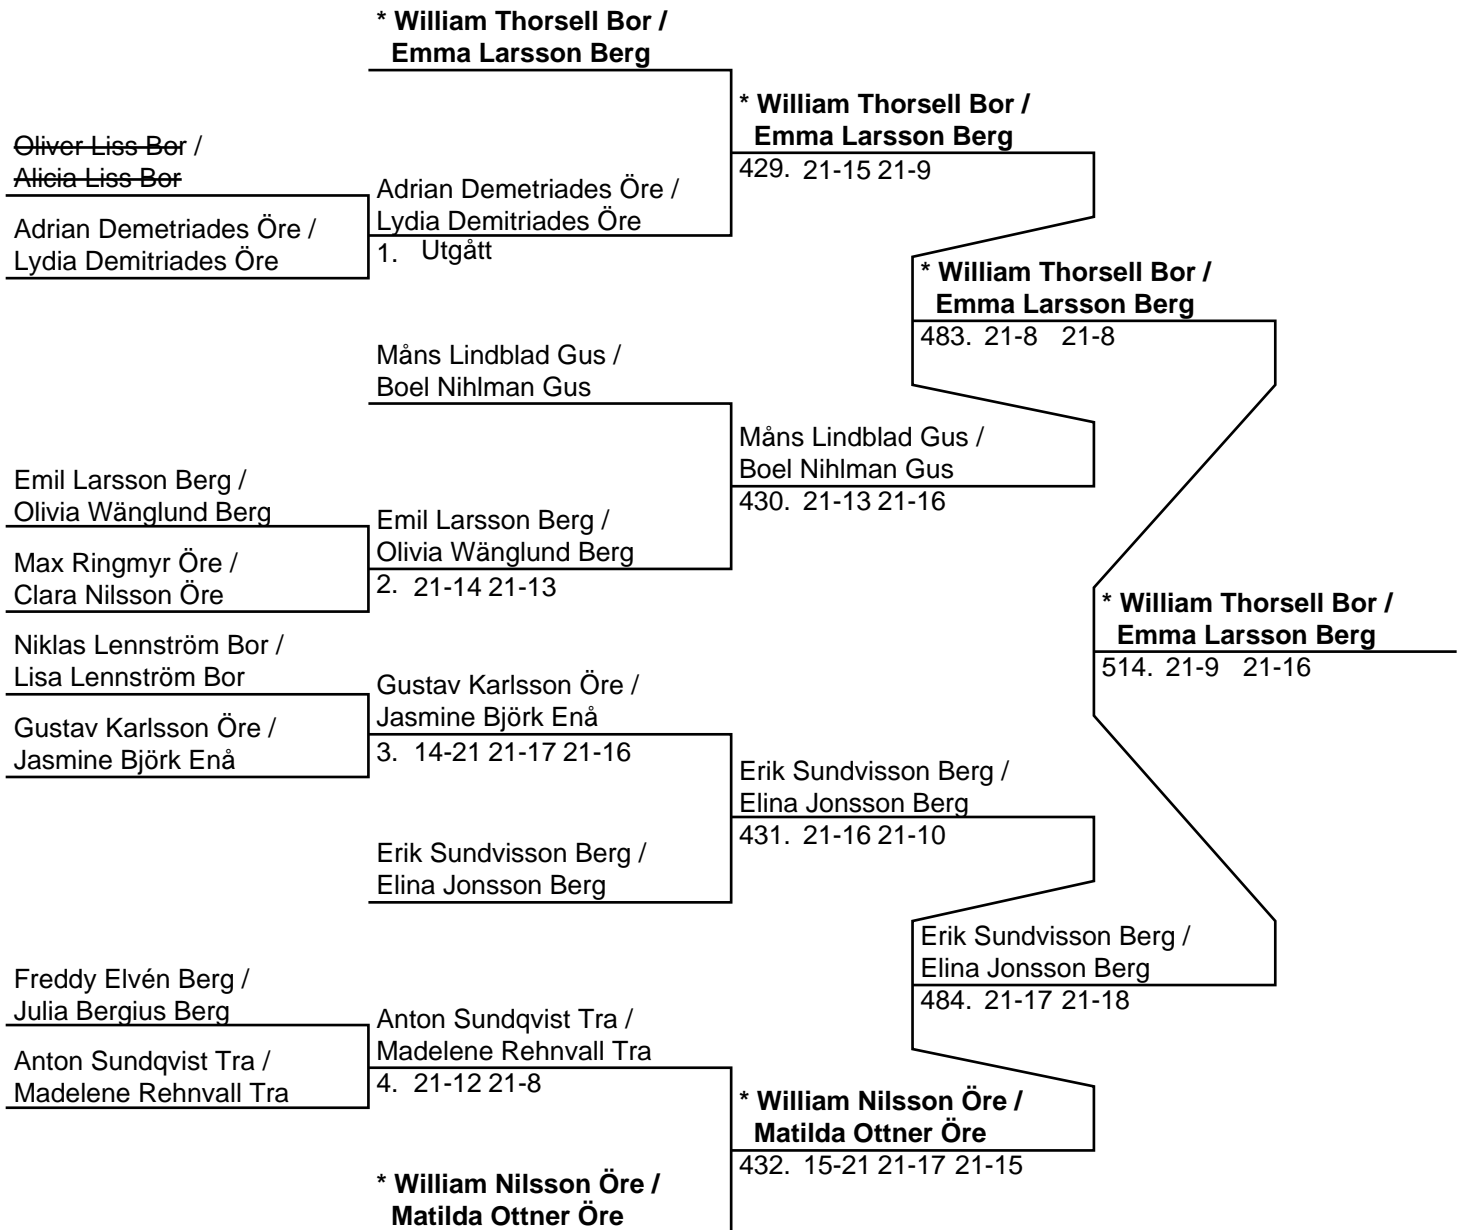 * William Thorsell Bor /
Emma Larsson Berg
* William Thorsell Bor /
Emma Larsson Berg
429. 21-15 21-9
Oliver Liss Bor /
Alicia Liss Bor
Adrian Demetriades Öre /
Lydia Demitriades Öre
1. Utgått
Adrian Demetriades Öre /
Lydia Demitriades Öre
* William Thorsell Bor /
Emma Larsson Berg
483. 21-8 21-8
Måns Lindblad Gus /
Boel Nihlman Gus
Måns Lindblad Gus /
Boel Nihlman Gus
430. 21-13 21-16
Emil Larsson Berg /
Olivia Wänglund Berg
Emil Larsson Berg /
Olivia Wänglund Berg
2. 21-14 21-13
Max Ringmyr Öre /
Clara Nilsson Öre
* William Thorsell Bor /
Emma Larsson Berg
514. 21-9 21-16
Niklas Lennström Bor /
Lisa Lennström Bor
Gustav Karlsson Öre /
Jasmine Björk Enå
3. 14-21 21-17 21-16
Gustav Karlsson Öre /
Jasmine Björk Enå
Erik Sundvisson Berg /
Elina Jonsson Berg
431. 21-16 21-10
Erik Sundvisson Berg /
Elina Jonsson Berg
Erik Sundvisson Berg /
Elina Jonsson Berg
484. 21-17 21-18
Freddy Elvén Berg /
Julia Bergius Berg
Anton Sundqvist Tra /
Madelene Rehnvall Tra
4. 21-12 21-8
Anton Sundqvist Tra /
Madelene Rehnvall Tra
* William Nilsson Öre /
Matilda Ottner Öre
432. 15-21 21-17 21-15
* William Nilsson Öre /
Matilda Ottner Öre